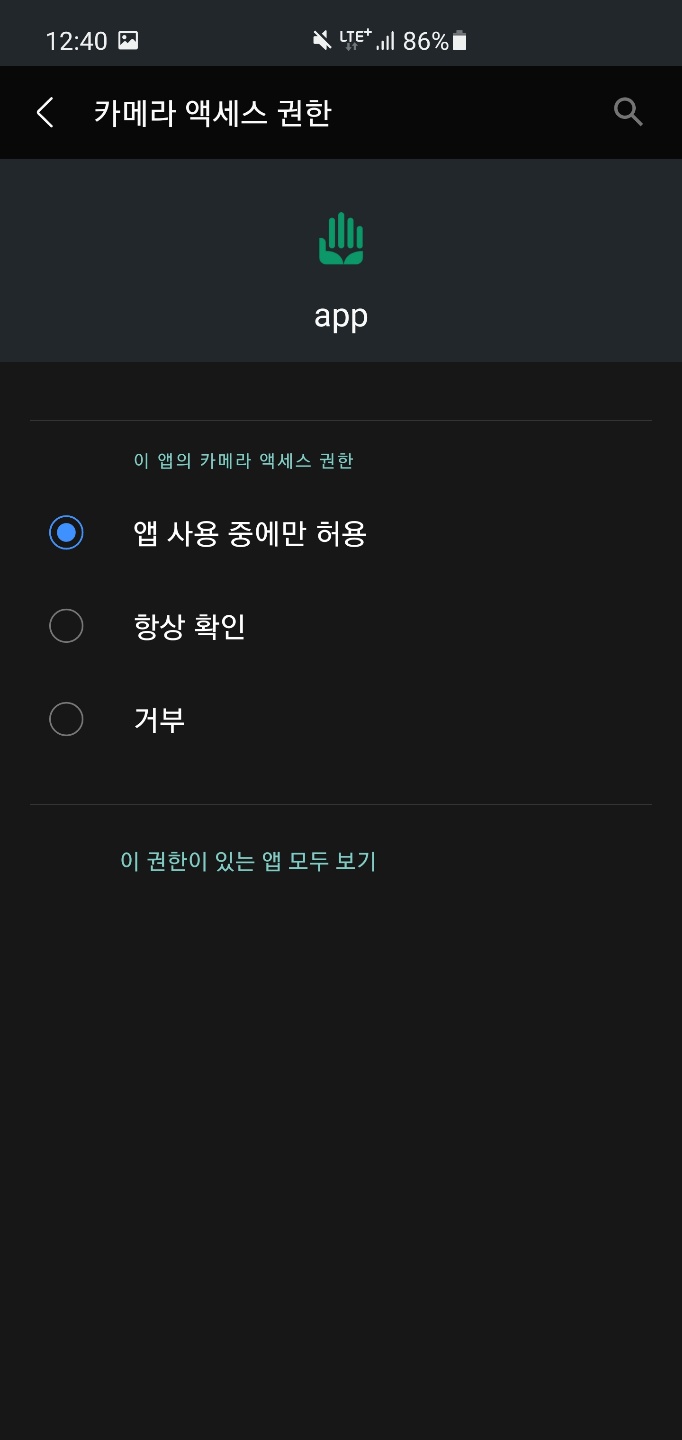 12:40 LTE+ 86%
카메라 액세스 권한
app
이 앱의 카메라 액세스 권한
앱 사용 중에만 허용
항상 확인
거부
이 권한이 있는 앱 모두 보기